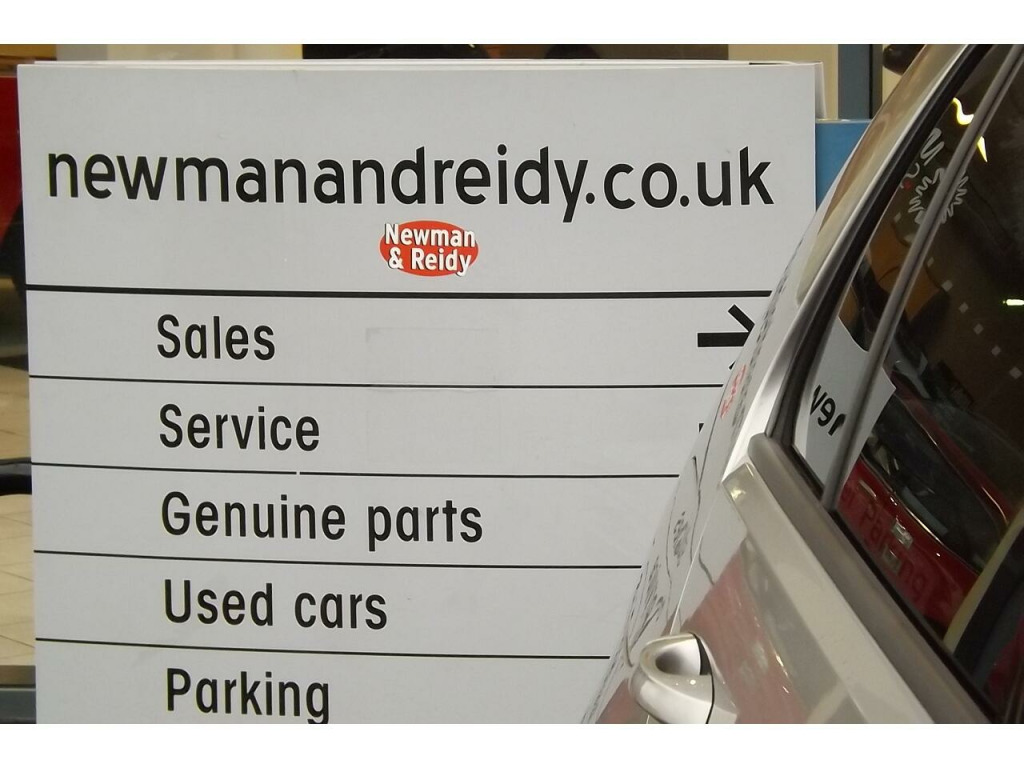 newmanandreidy.co.uk
Newman
& Reidy
Sales
Service
Genuine parts
Used cars
Parking